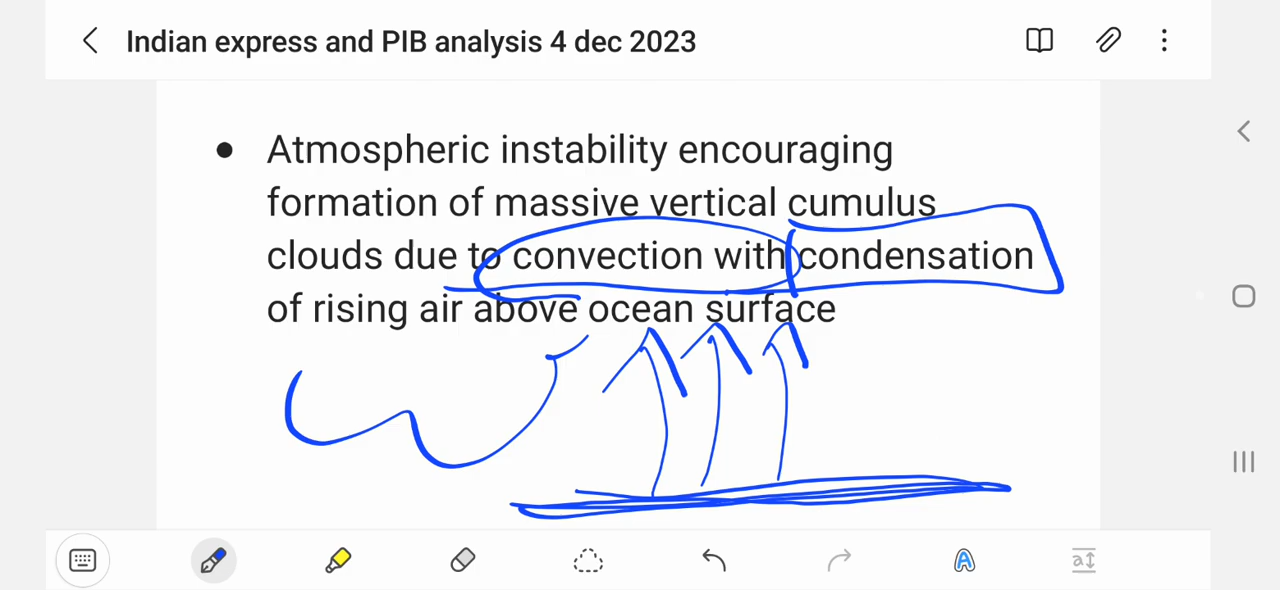 Indian express and PIB analysis 4 dec 2023
● Atmospheric instability encouraging
formation of massive vertical cumulus
clouds due to convection with condensation
of rising air above ocean surface
W